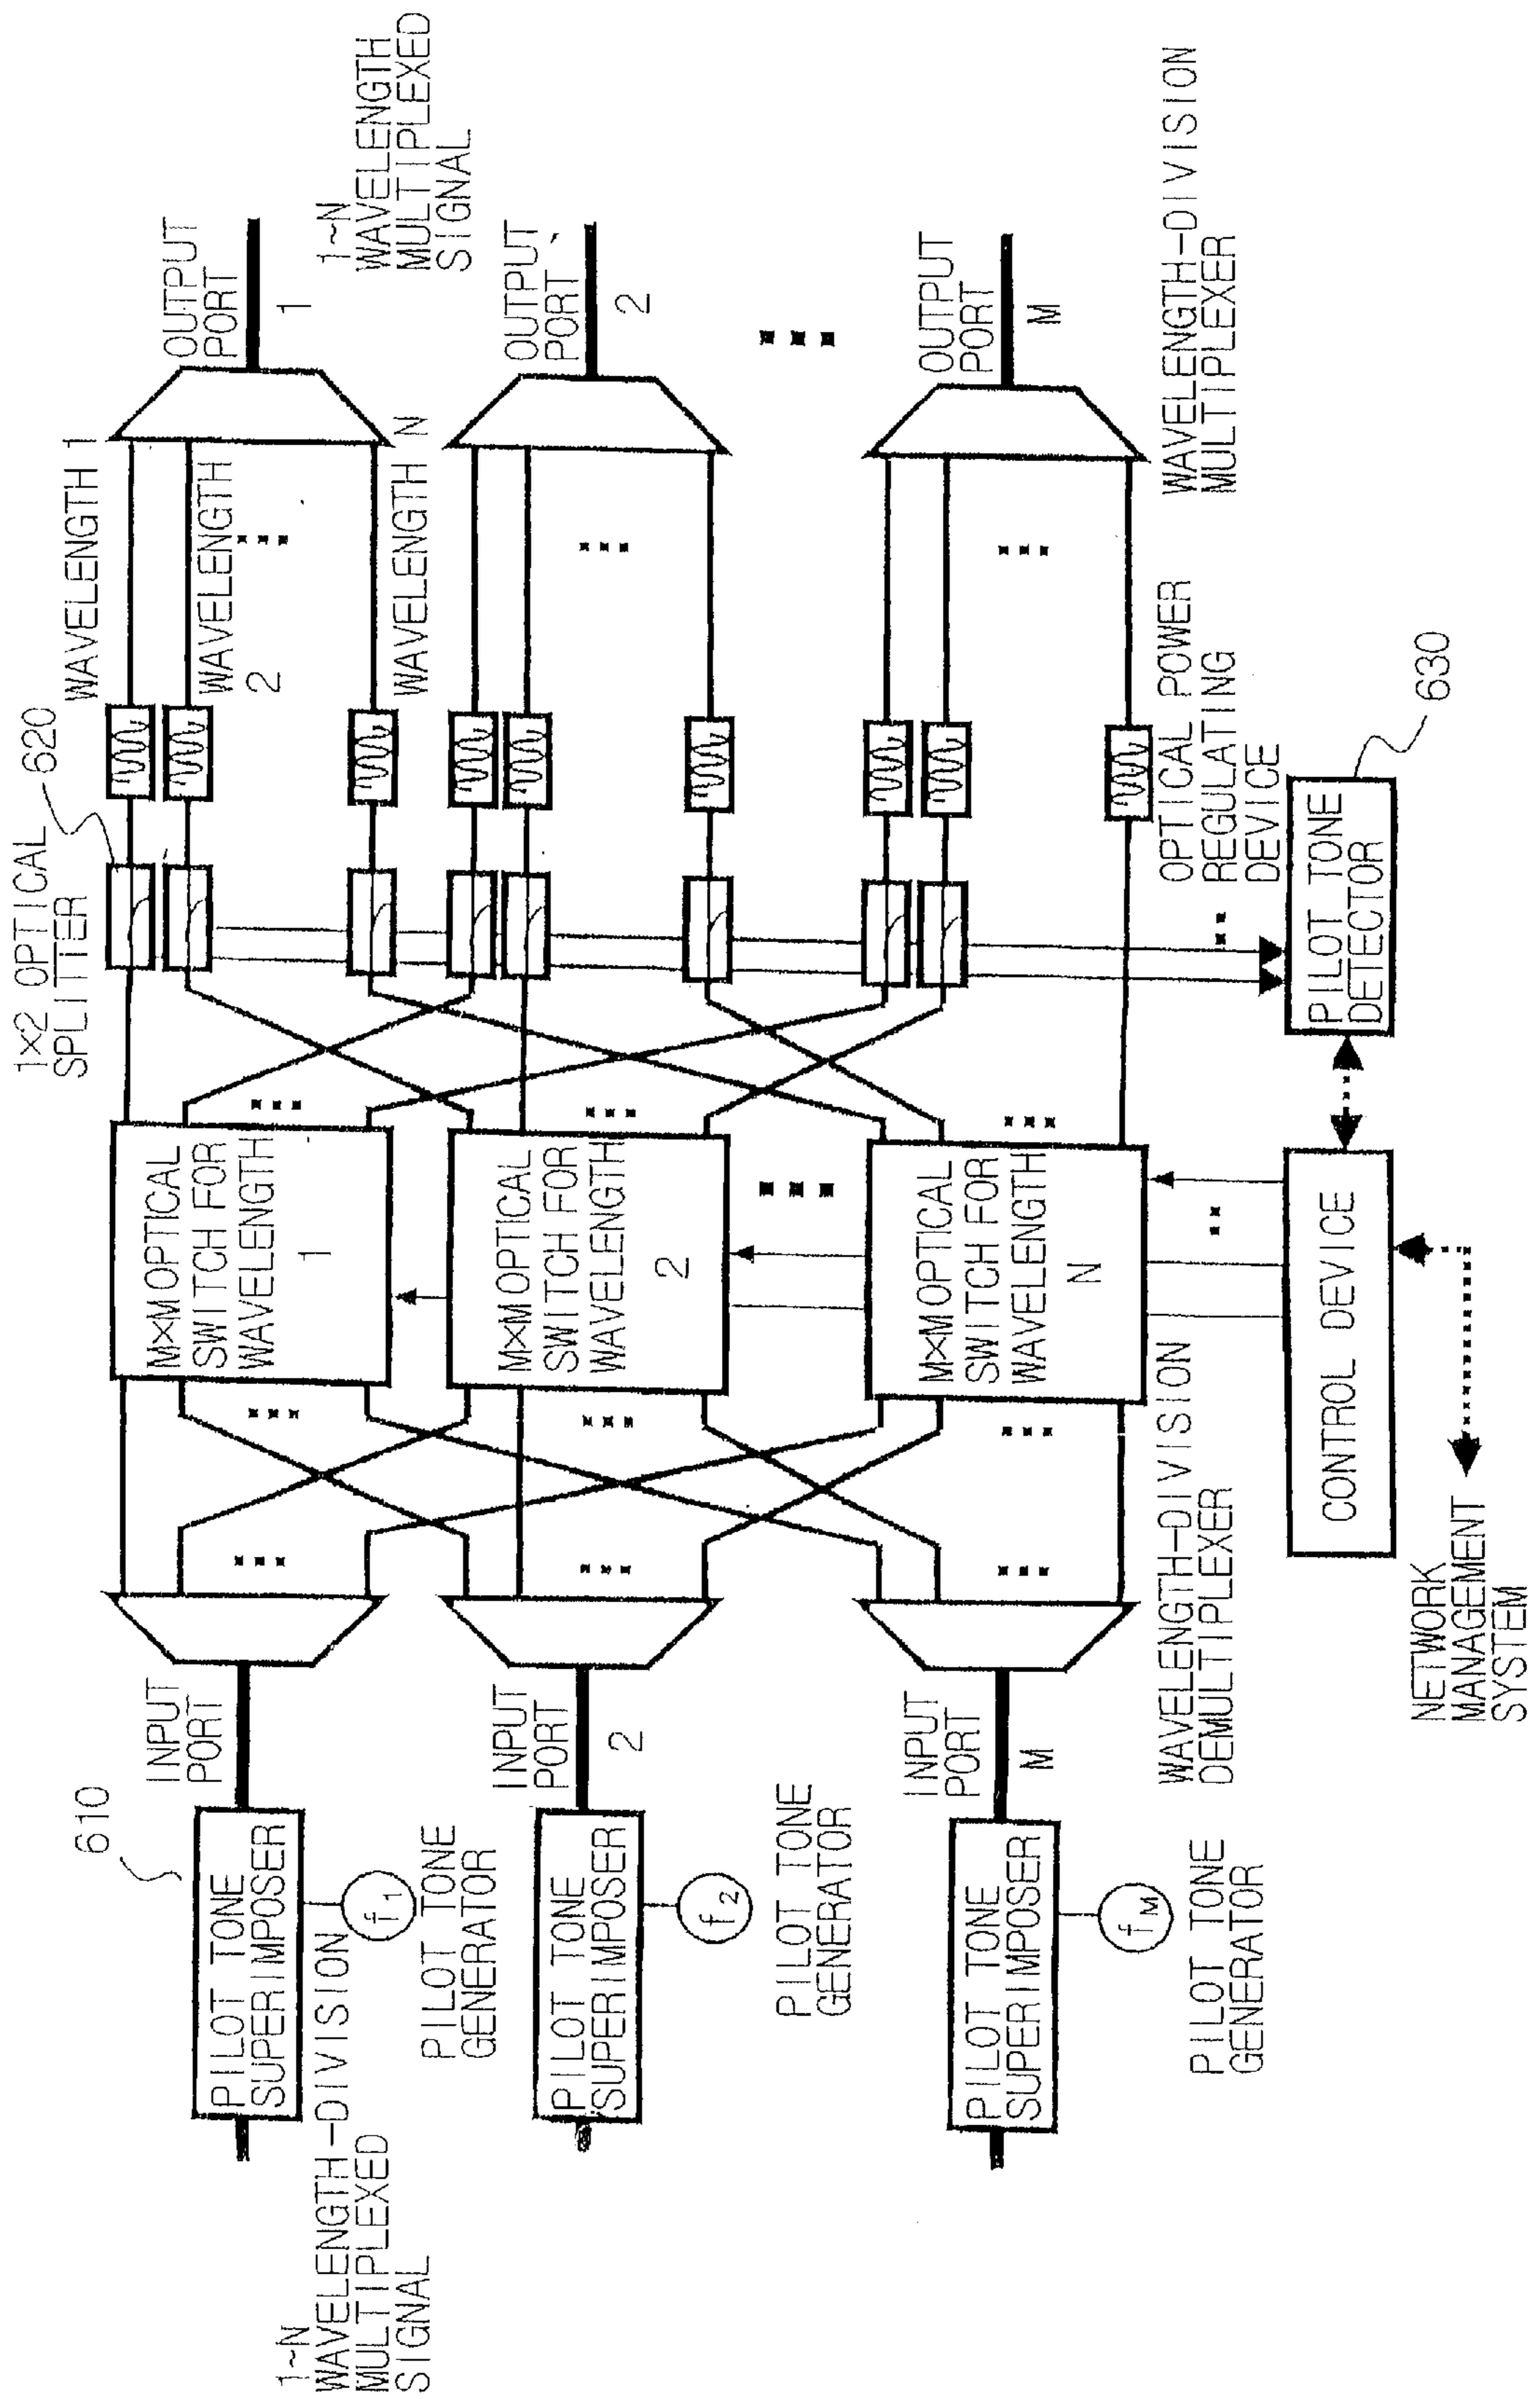 1~N
WAVELENGTH-DIVISION
MULTIPLEXED
SIGNAL
610
PILOT TONE
SUPERIMPOSER
f1
PILOT TONE
GENERATOR
INPUT
PORT
PILOT TONE
SUPERIMPOSER
f2
PILOT TONE
GENERATOR
INPUT
PORT
2
PILOT TONE
SUPERIMPOSER
fM
PILOT TONE
GENERATOR
INPUT
PORT
M
WAVELENGTH-DIVISION
DEMULTIPLEXER
M×M OPTICAL
SWITCH FOR
WAVELENGTH
1
M×M OPTICAL
SWITCH FOR
WAVELENGTH
2
M×M OPTICAL
SWITCH FOR
WAVELENGTH
N
CONTROL DEVICE
NETWORK
MANAGEMENT
SYSTEM
1×2 OPTICAL
SPLITTIER
620
WAVELENGTH 1
WAVELENGTH
2
WAVELENGTH N
OPTICAL POWER
REGULATING
DEVICE
PILOT TONE
DETECTOR
630
OUTPUT
PORT
1
1~N
WAVELENGTH
MULTIPLEXED
SIGNAL
OUTPUT
PORT
2
OUTPUT
PORT
M
WAVELENGTH-DIVISION
MULTIPLEXER